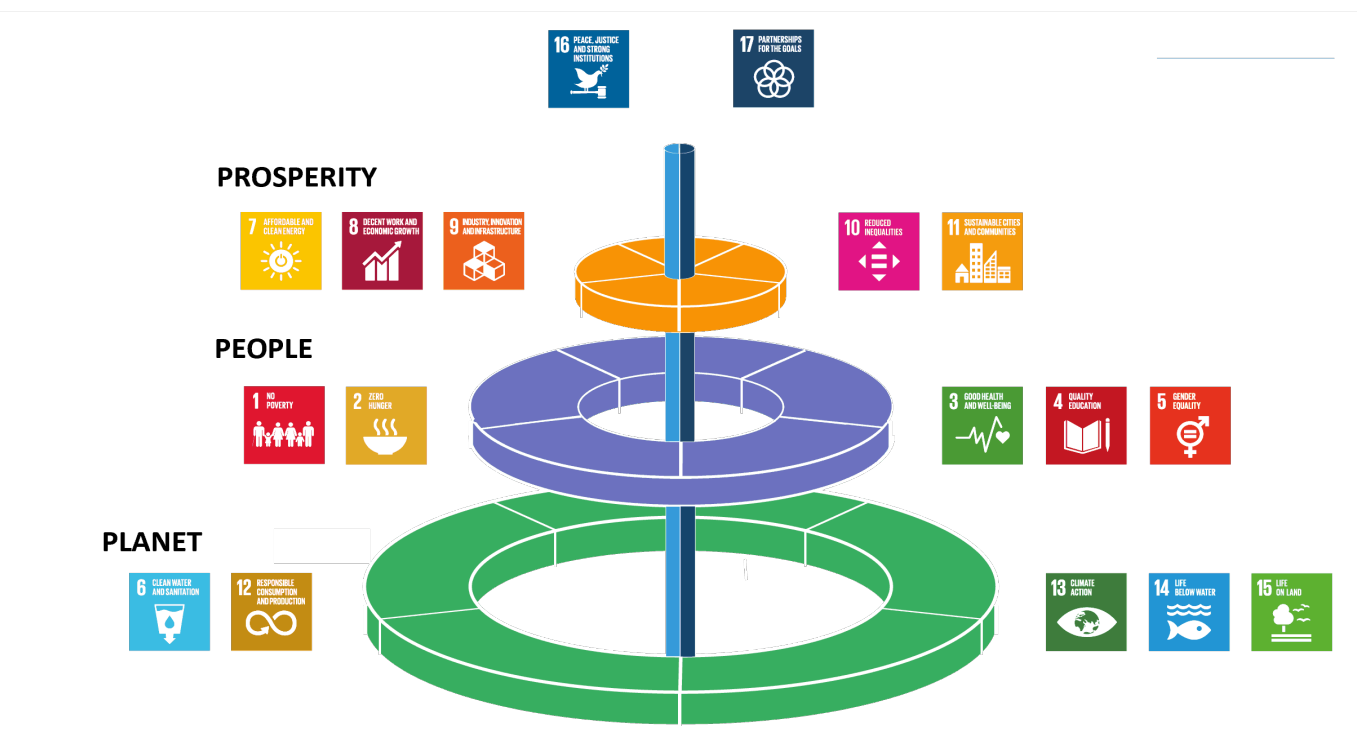 16 PEACE, JUSTICE
AND STRONG
INSTITUTIONS
17 PARTNERSHIPS
FOR THE GOALS
PROSPERITY
7 AFFORDABLE AND
CLEAN ENERGY
8 DECENT WORK AND
ECONOMIC GROWTH
9 INDUSTRY, INNOVATION
AND INFRASTRUCTURE
10 REDUCED
INEQUALITIES
11 SUSTAINABLE CITIES
AND COMMUNITIES
PEOPLE
1 NO
POVERTY
2 ZERO
HUNGER
3 GOOD HEALTH
AND WELL-BEING
4 QUALITY
EDUCATION
5 GENDER
EQUALITY
PLANET
6 CLEAN WATER
AND SANITATION
12 RESPONSIBLE
CONSUMPTION
AND PRODUCTION
13 CLIMATE
ACTION
14 LIFE
BELOW WATER
15 LIFE
ON LAND